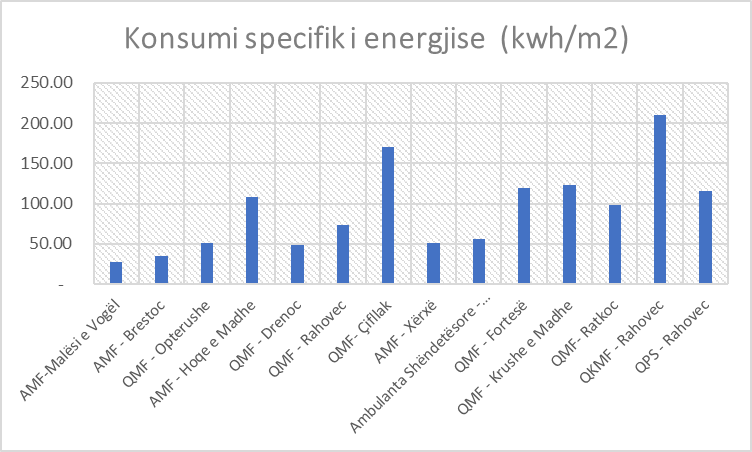 Konsumi specifik i energjise (kwh/m2)
250.00
200.00
150.00
100.00
50.00
-
AMF-Malësi e Vogël
AMF - Brestoc
QMF - Opterushe
AMF - Hoqe e Madhe
QMF - Drenoc
QMF - Rahovec
QMF- Çifllak
AMF - Xërxë
Ambulanta Shëndetësore -...
QMF - Fortesë
QMF - Krushe e Madhe
QMF- Ratkoc
QKMF - Rahovec
QPS - Rahovec